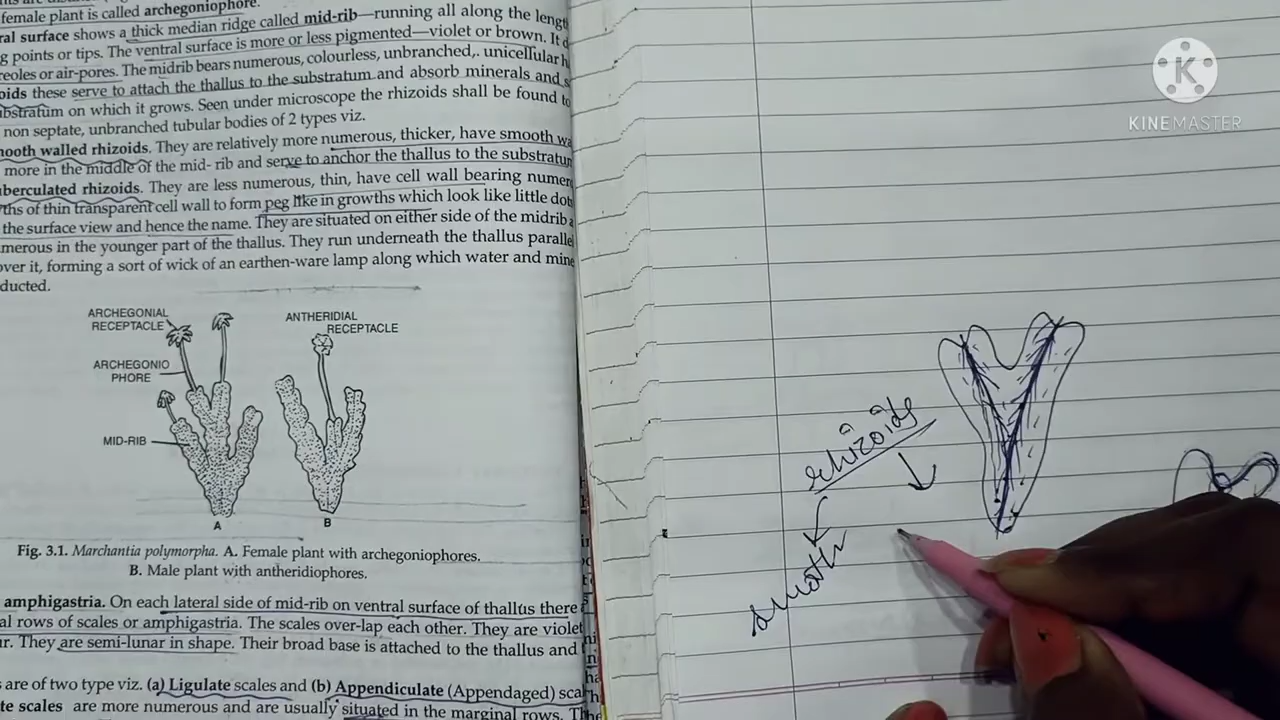 female plant is called archegoniophore.
ral surface shows a thick median ridge called mid-rib—running all along the length
g points or tips. The ventral surface is more or less pigmented—violet or brown. It
reoles or air-pores. The midrib bears numerous, colourless, unbranched,. unicellular h
oids these serve to attach the thallus to the substratum and absorb minerals and
ubstratum on which it grows. Seen under microscope the rhizoids shall be found to
non septate, unbranched tubular bodies of 2 types viz.
nooth walled rhizoids. They are relatively more numerous, thicker, have smooth wa
more in the middle of the mid- rib and serve to anchor the thallus to the substratum
uberculated rhizoids. They are less numerous, thin, have cell wall bearing numer
ths of thin transparent cell wall to form peg like in growths which look like little dot
the surface view and hence the name. They are situated on either side of the midrib a
merous in the younger part of the thallus. They run underneath the thallus paralle
over it, forming a sort of wick of an earthen-ware lamp along which water and mine
ducted.
ARCHEGONIAL
RECEPTACLE
ANTHERIDIAL
RECEPTACLE
ARCHEGONIO
PHORE
MID-RIB
A
B
Fig. 3.1. Marchantia polymorpha. A. Female plant with archegoniophores.
B. Male plant with antheridiophores.
amphigastria. On each lateral side of mid-rib on ventral surface of thallus there
al rows of scales or amphigastria. The scales over-lap each other. They are violet
ur. They are semi-lunar in shape. Their broad base is attached to the thallus and
s are of two type viz. (a) Ligulate scales and (b) Appendiculate (Appendaged) scal
te scales are more numerous and are usually situated in the marginal rows. Th
rhizoids
smooth
K
KINEMASTER